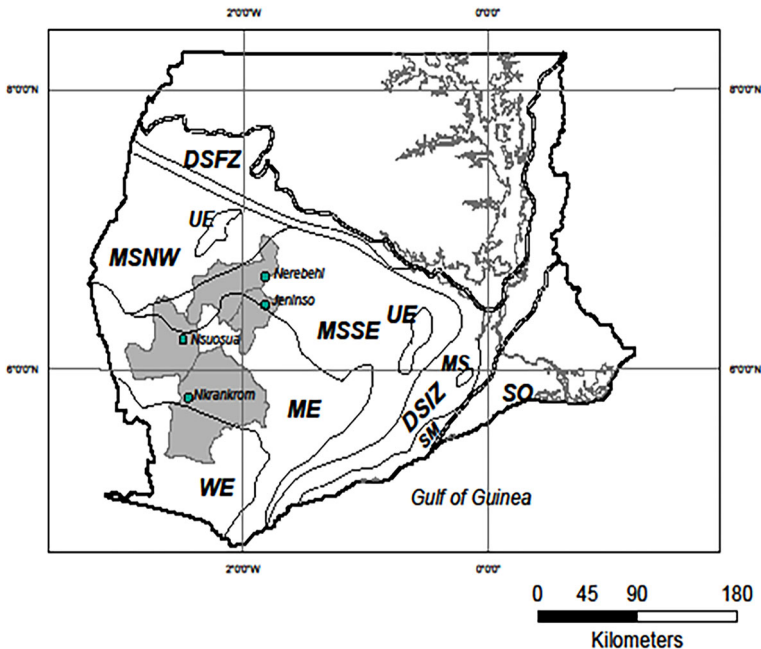 2°0'0"W 0°0'0"
8°0'0"N 8°0'0"N
DSFZ
UE
MSNW
Nerebehi
Jeninso
MSSE UE
Nsuosua
MS
6°0'0"N 6°0'0"N
Nkrankrom
ME DSIZ SO
SM
WE
Gulf of Guinea
2°0'0"W 0°0'0"
0 45 90 180
Kilometers